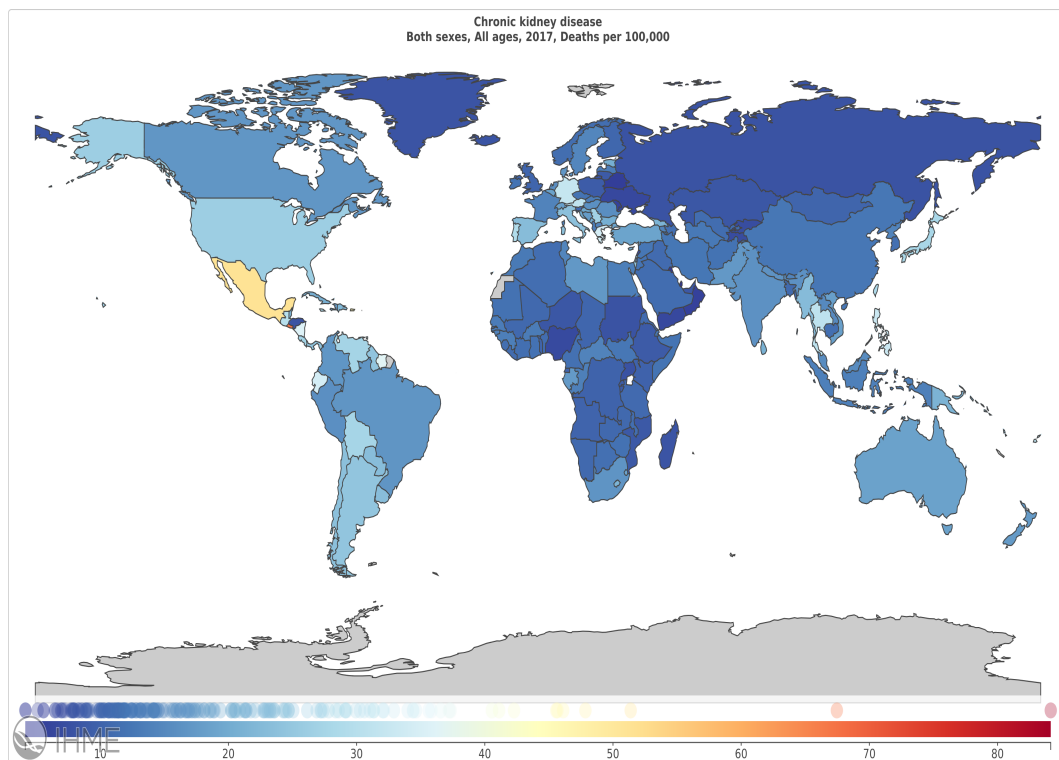 Chronic kidney disease
Both sexes, All ages, 2017, Deaths per 100,000
IHME
10 20 30 40 50 60 70 80